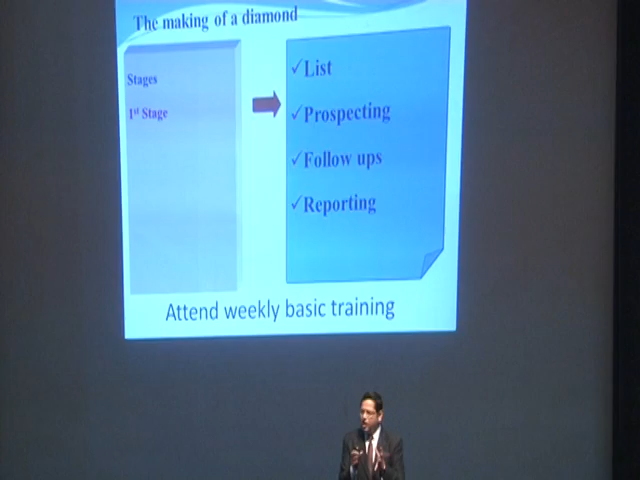 The making of a diamond
Stages
1st Stage
✓List
✓Prospecting
✓Follow ups
✓Reporting
Attend weekly basic training